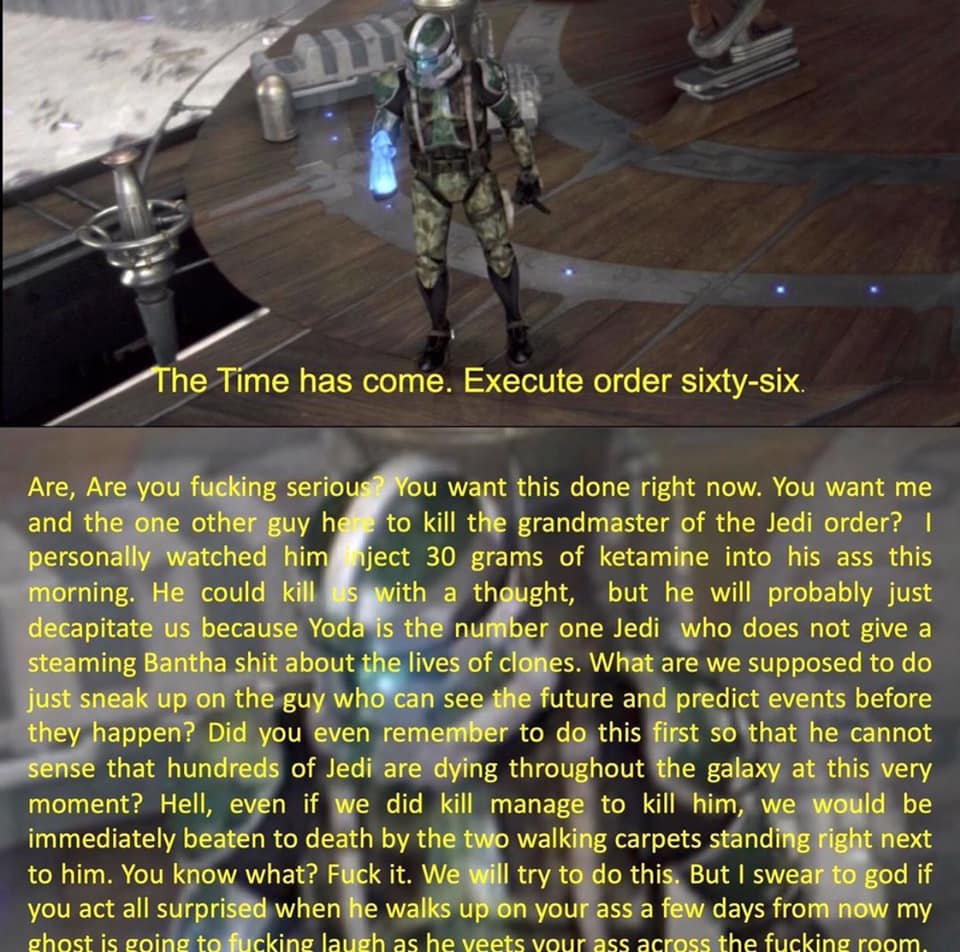 The Time has come. Execute order sixty-six.
Are, Are you fucking serious? You want this done right now. You want me
and the one other guy here to kill the grandmaster of the Jedi order? I
personally watched him inject 30 grams of ketamine into his ass this
morning. He could kill us with a thought, but he will probably just
decapitate us because Yoda is the number one Jedi who does not give a
steaming Bantha shit about the lives of clones. What are we supposed to do
just sneak up on the guy who can see the future and predict events before
they happen? Did you even remember to do this first so that he cannot
sense that hundreds of Jedi are dying throughout the galaxy at this very
moment? Hell, even if we did kill manage to kill him, we would be
immediately beaten to death by the two walking carpets standing right next
to him. You know what? Fuck it. We will try to do this. But I swear to god if
you act all surprised when he walks up on your ass a few days from now my
ghost is going to fucking laugh as he yeets your ass across the fucking room.